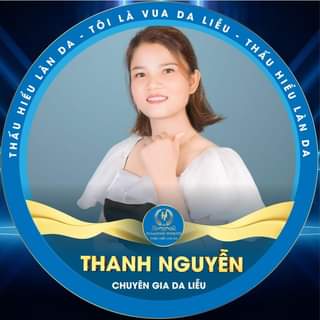 THẤU HIỂU LÀN DA - TÔI LÀ VUA DA LIỄU - THẤU HIỂU LÀN DA
THANH NGUYỄN
CHUYÊN GIA DA LIỄU